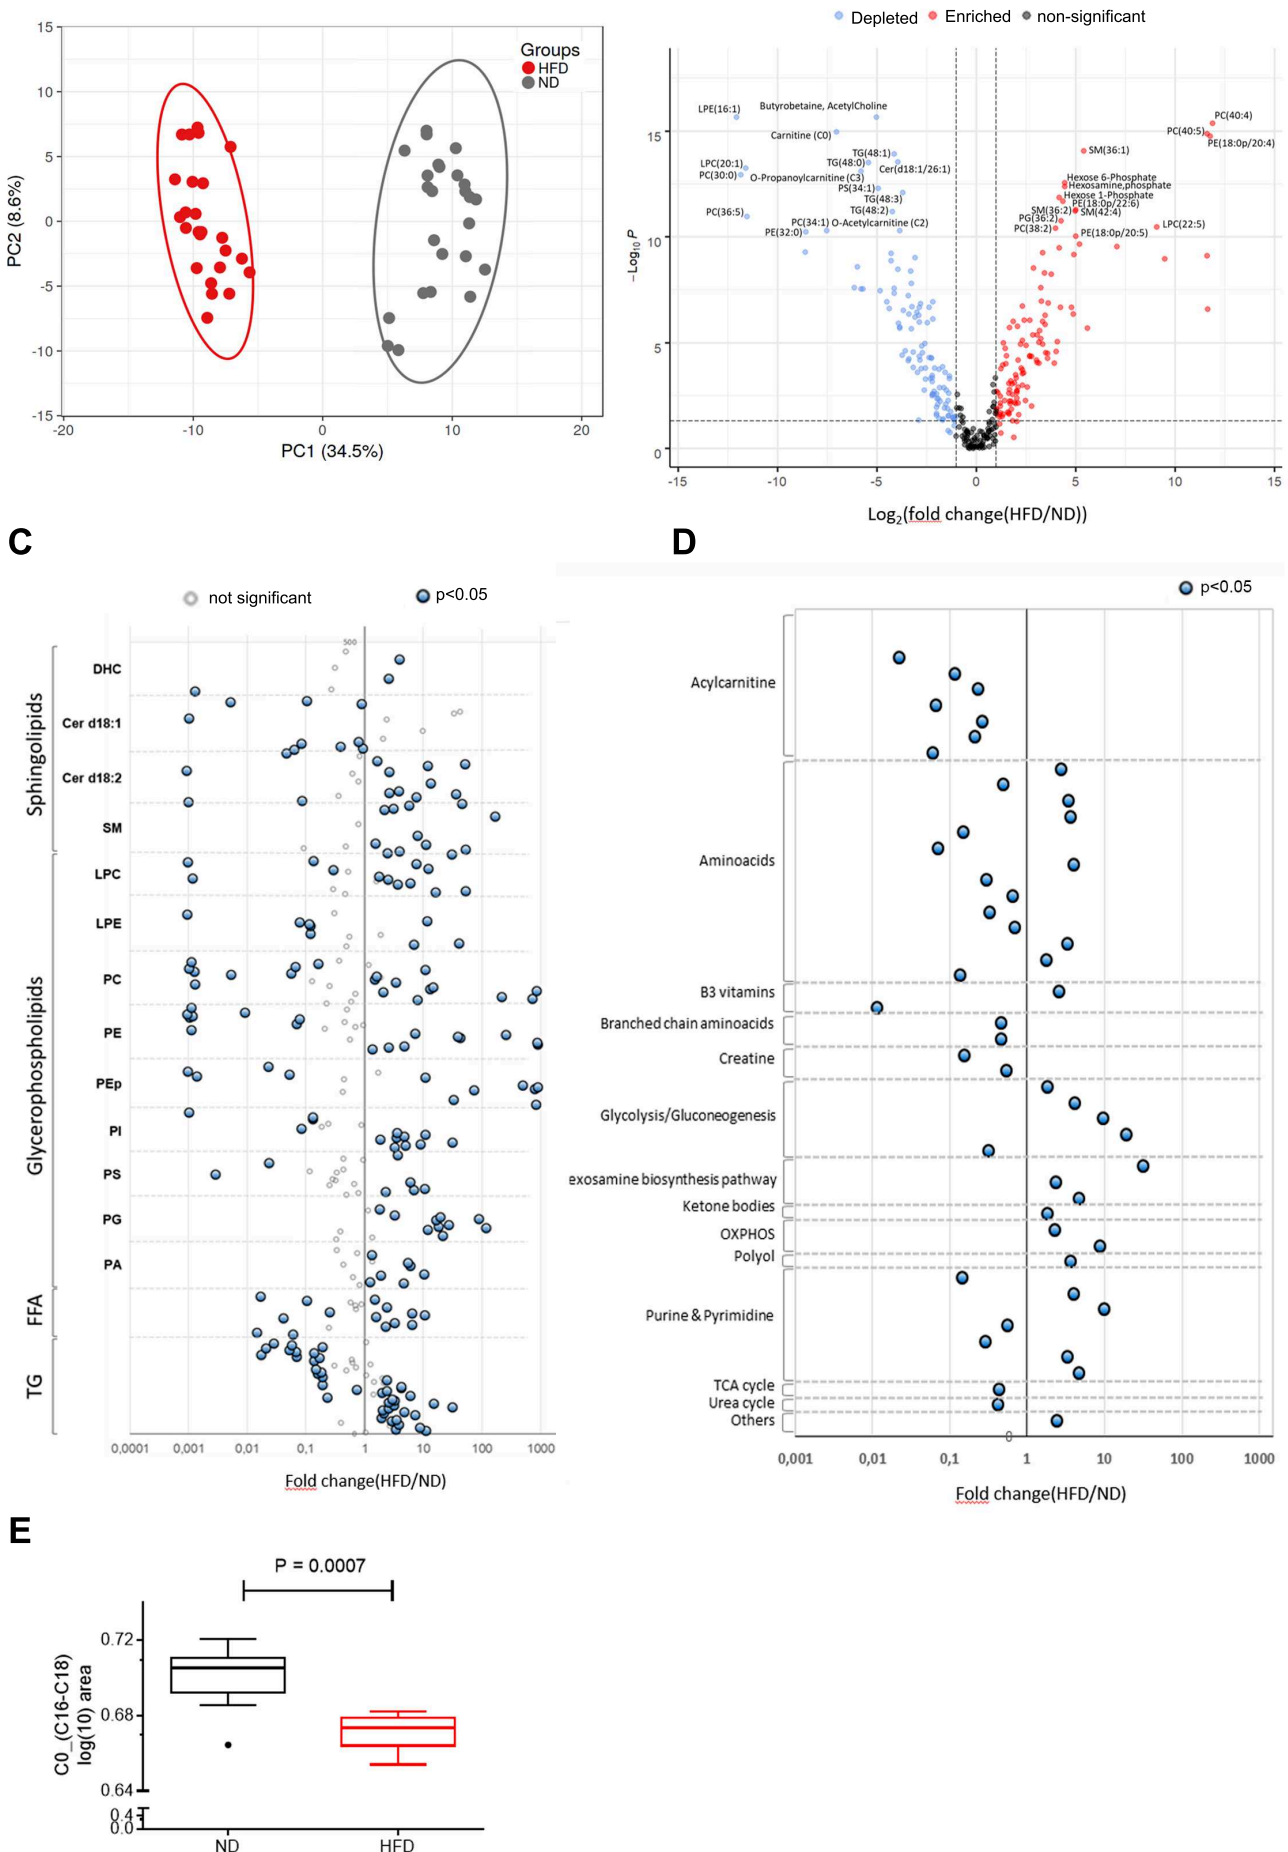 15
10
5
0
-5
-10
-15
-20
-10
0
10
20
PC2 (8.6%)
PC1 (34.5%)
Groups
HFD
ND
Depleted
Enriched
non-significant
LPE(16:1)
Butyrobetaine, AcetylCholine
Carnitine (C0)
TG(48:1)
TG(48:0)
Cer(d18:1/26:1)
LPC(20:1)
PC(30:0)
O-Propanoylcarnitine (C3)
PS(34:1)
TG(48:3)
TG(48:2)
PC(36:5)
PC(34:1)
O-Acetylcarnitine (C2)
PE(32:0)
PC(40:4)
PC(40:5)
PE(18:0p/20:4)
SM(36:1)
Hexose 6-Phosphate
Hexosamine,phosphate
Hexose 1-Phosphate
PE(18:0p/22:6)
SM(36:2)
SM(42:4)
PG(36:2)
PC(38:2)
LPC(22:5)
PE(18:0p/20:5)
15
10
5
0
− Log10 P
-15
-10
-5
0
5
10
15
Log2(fold change(HFD/ND))
C
not significant
p<0.05
500
Sphingolipids
DHC
Cer d18:1
Cer d18:2
SM
Glycerophospholipids
LPC
LPE
PC
PE
PEp
PI
PS
PG
PA
FFA
TG
0,0001
0,001
0,01
0,1
1
10
100
1000
Fold change(HFD/ND)
D
p<0.05
Acylcarnitine
Aminoacids
B3 vitamins
Branched chain aminoacids
Creatine
Glycolysis/Gluconeogenesis
exosamine biosynthesis pathway
Ketone bodies
OXPHOS
Polyol
Purine & Pyrimidine
TCA cycle
Urea cycle
Others
0
0,001
0,01
0,1
1
10
100
1000
Fold change(HFD/ND)
E
P = 0.0007
0.72
0.68
0.64
0.4
0.0
C0_(C16-C18)
log(10) area
ND
HFD